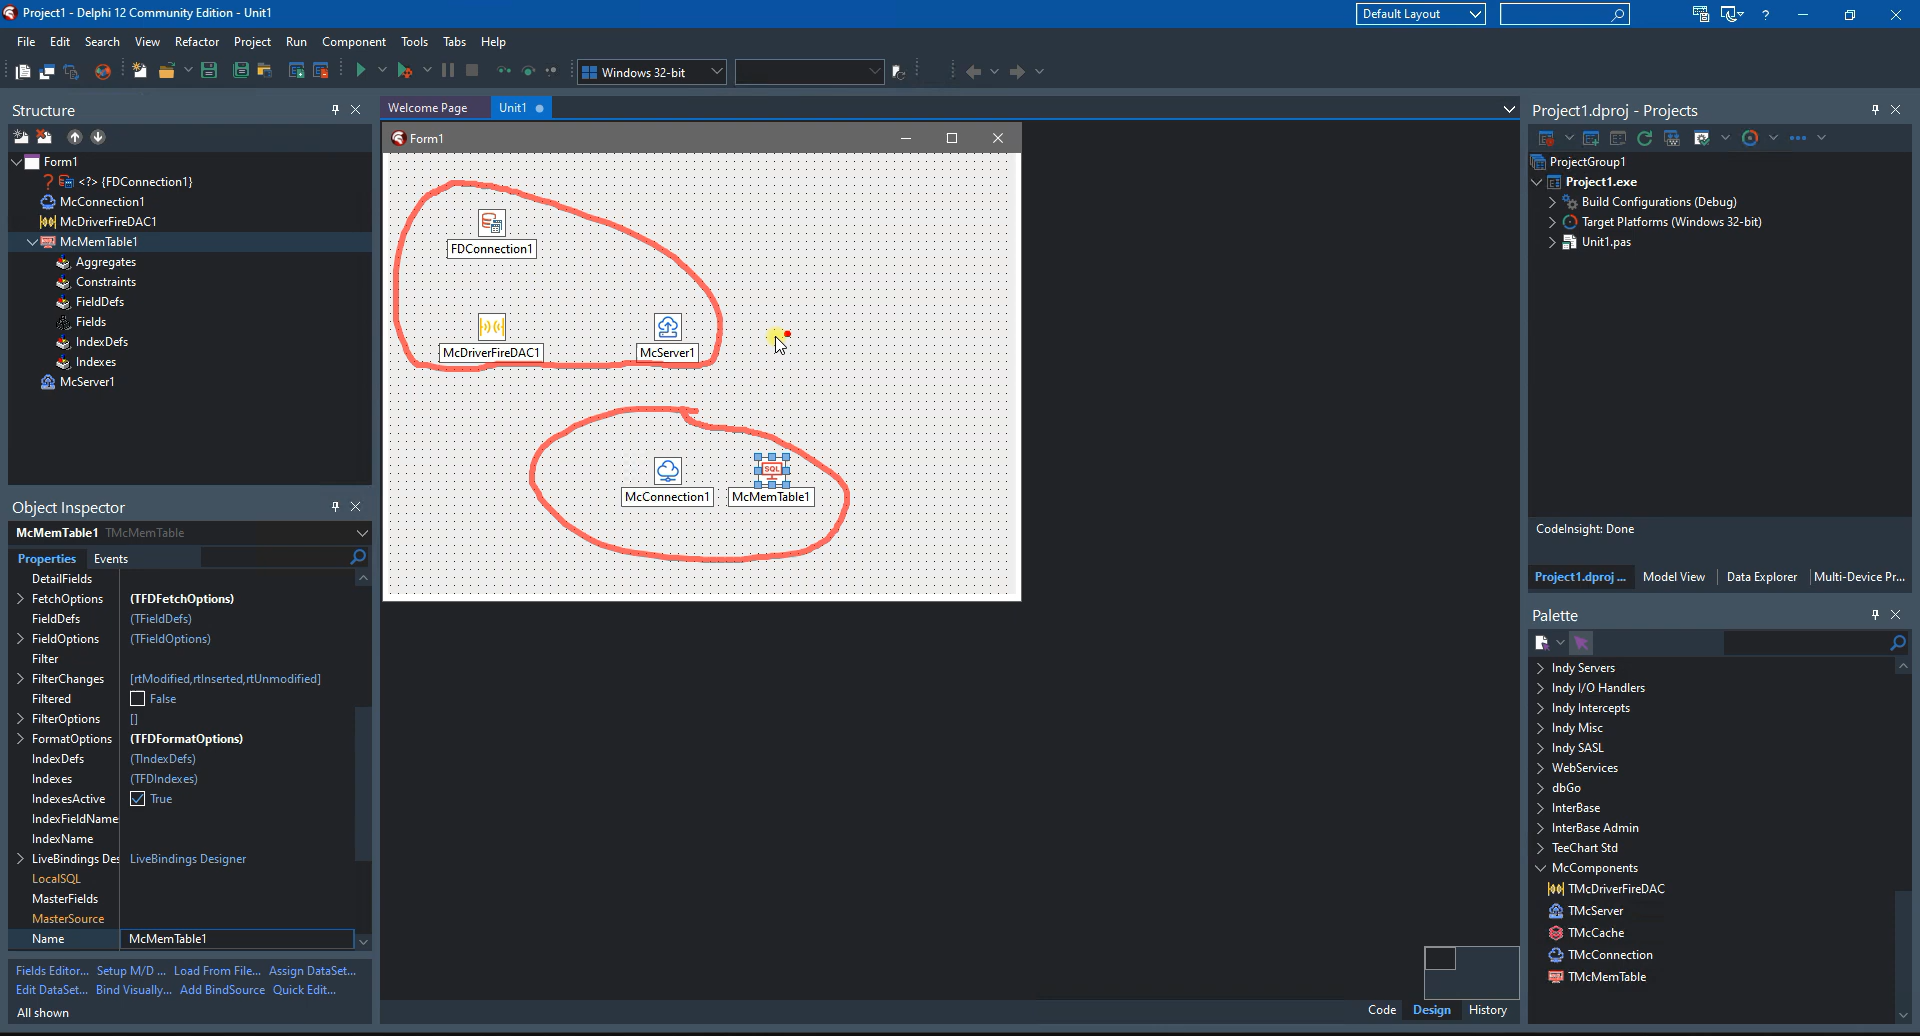 Project1 - Delphi 12 Community Edition - Unit1
Default Layout
?
File Edit Search View Refactor Project Run Component Tools Tabs Help
Windows 32-bit
Structure
Form1
<?> {FDConnection1}
McConnection1
McDriverFireDAC1
McMemTable1
Aggregates
Constraints
FieldDefs
Fields
IndexDefs
Indexes
McServer1
Object Inspector
McMemTable1 TMcMemTable
Properties Events
DetailFields
FetchOptions (TFDFetchOptions)
FieldDefs (TFieldDefs)
FieldOptions (TFieldOptions)
Filter
FilterChanges [rtModified,rtInserted,rtUnmodified]
Filtered False
FilterOptions []
FormatOptions (TFDFormatOptions)
IndexDefs (TIndexDefs)
Indexes (TFDIndexes)
IndexesActive True
IndexFieldName
IndexName
LiveBindings Des LiveBindings Designer
LocalSQL
MasterFields
MasterSource
Name McMemTable1
Fields Editor... Setup M/D ... Load From File... Assign DataSet...
Edit DataSet... Bind Visually... Add BindSource Quick Edit...
All shown
Welcome Page Unit1
Form1
FDConnection1
McDriverFireDAC1 McServer1
SQL
McConnection1 McMemTable1
Code Design History
Project1.dproj - Projects
ProjectGroup1
Project1.exe
Build Configurations (Debug)
Target Platforms (Windows 32-bit)
Unit1.pas
CodeInsight: Done
Project1.dproj ... Model View Data Explorer Multi-Device Pr...
Palette
Indy Servers
Indy I/O Handlers
Indy Intercepts
Indy Misc
Indy SASL
WebServices
dbGo
InterBase
InterBase Admin
TeeChart Std
McComponents
TMcDriverFireDAC
TMcServer
TMcCache
TMcConnection
TMcMemTable